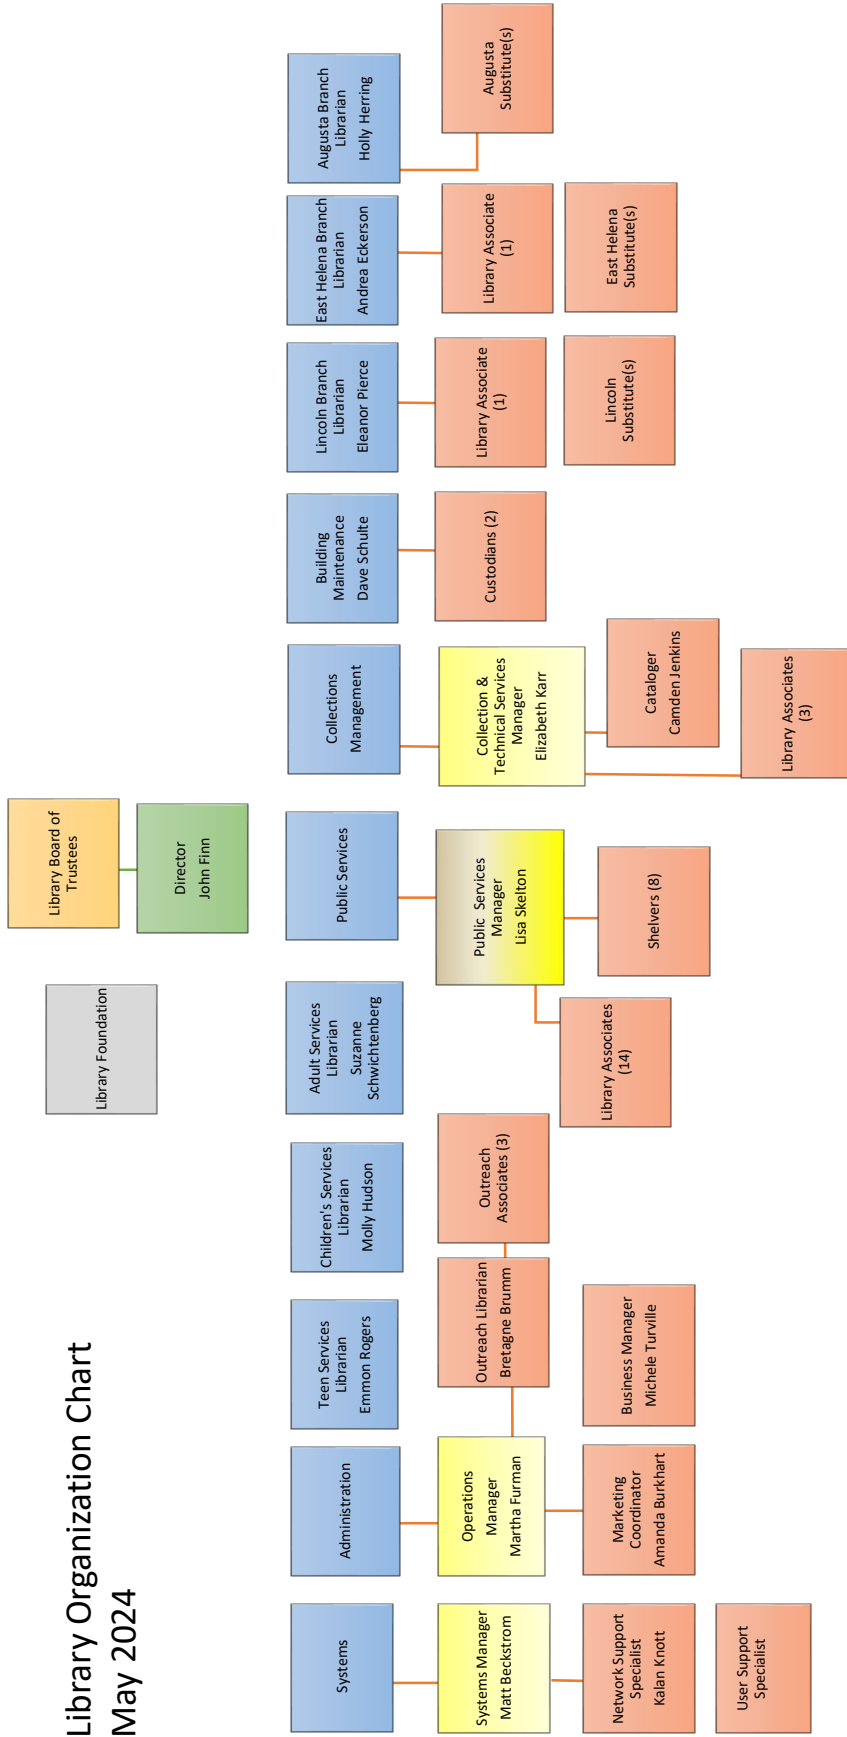 Library Organization Chart
May 2024
Library Foundation
Library Board of
Trustees
Director
John Finn
Systems
Administration
Teen Services
Librarian
Emmon Rogers
Children's Services
Librarian
Molly Hudson
Adult Services
Librarian
Suzanne
Schwichtenberg
Public Services
Collections
Management
Building
Maintenance
Dave Schulte
Lincoln Branch
Librarian
Eleanor Pierce
East Helena Branch
Librarian
Andrea Eckerson
Augusta Branch
Librarian
Holly Herring
Systems Manager
Matt Beckstrom
Operations
Manager
Martha Furman
Outreach Librarian
Bretagne Brumm
Outreach
Associates (3)
Public Services
Manager
Lisa Skelton
Collection &
Technical Services
Manager
Elizabeth Karr
Custodians (2)
Library Associate
(1)
Library Associate
(1)
Augusta
Substitute(s)
Network Support
Specialist
Kalan Knott
Marketing
Coordinator
Amanda Burkhart
Business Manager
Michele Turville
Library Associates
(14)
Shelvers (8)
Cataloger
Camden Jenkins
Lincoln
Substitute(s)
East Helena
Substitute(s)
User Support
Specialist
Library Associates
(3)